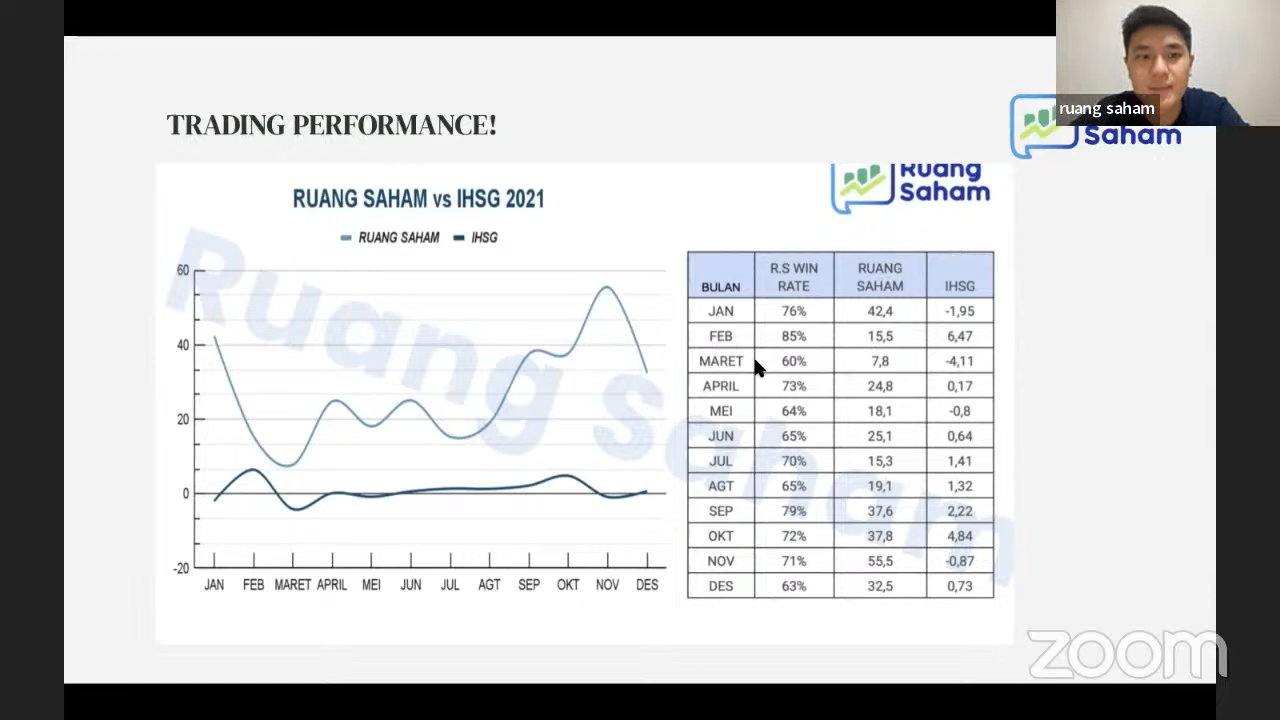 ruang saham
Saham
TRADING PERFORMANCE!
Ruang
Saham
RUANG SAHAM vs IHSG 2021
RUANG SAHAM IHSG
60
40
20
0
-20
JAN FEB MARET APRIL MEI JUN JUL AGT SEP OKT NOV DES
BULAN R.S WIN RATE RUANG SAHAM IHSG
JAN 76% 42,4 -1,95
FEB 85% 15,5 6,47
MARET 60% 7,8 -4,11
APRIL 73% 24,8 0,17
MEI 64% 18,1 -0,8
JUN 65% 25,1 0,64
JUL 70% 15,3 1,41
AGT 65% 19,1 1,32
SEP 79% 37,6 2,22
OKT 72% 37,8 4,84
NOV 71% 55,5 -0,87
DES 63% 32,5 0,73
Ruang Saham
zoom